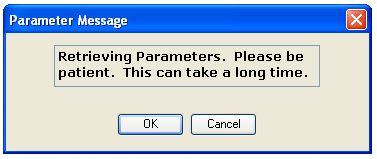 Parameter Message
Retrieving Parameters.  Please be
patient.  This can take a long time.
OK
Cancel